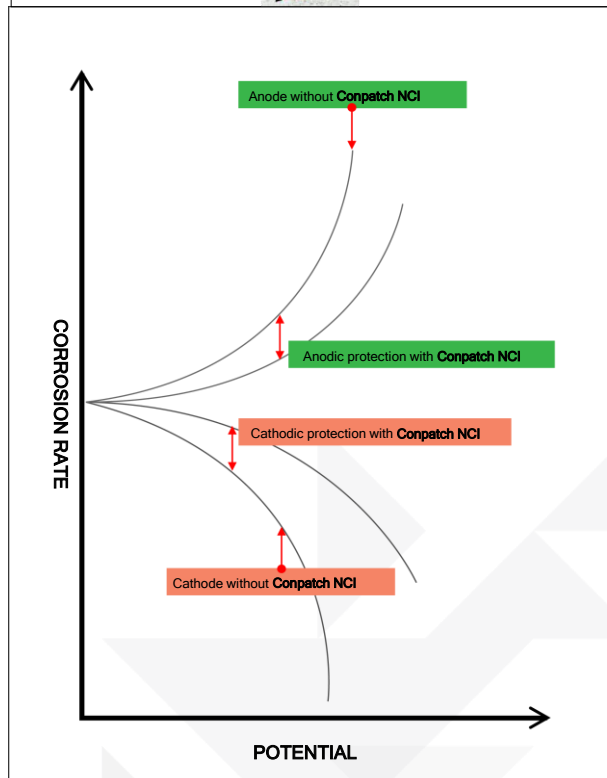 Anode without Conpatch NCI
CORROSION RATE
Anodic protection with Conpatch NCI
Cathodic protection with Conpatch NCI
Cathode without Conpatch NCI
POTENTIAL